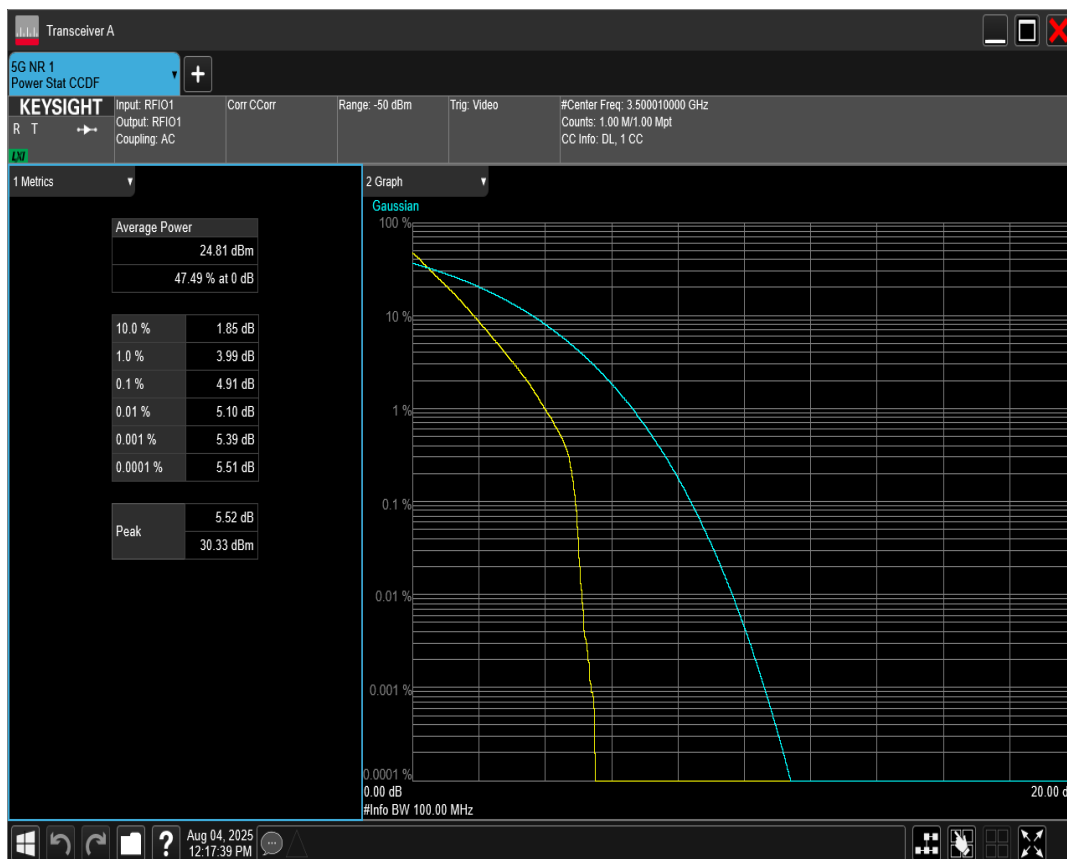 Transceiver A
5G NR 1
Power Stat CCDF
+
KEYSIGHT
R T
LXI
Input: RFIO1
Output: RFIO1
Coupling: AC
Corr CCorr
Range: -50 dBm
Trig: Video
#Center Freq: 3.500010000 GHz
Counts: 1.00 M/1.00 Mpt
CC Info: DL, 1 CC
1 Metrics
Average Power
24.81 dBm
47.49 % at 0 dB
10.0 % 1.85 dB
1.0 % 3.99 dB
0.1 % 4.91 dB
0.01 % 5.10 dB
0.001 % 5.39 dB
0.0001 % 5.51 dB
Peak
5.52 dB
30.33 dBm
2 Graph
Gaussian
100 %
10 %
1 %
0.1 %
0.01 %
0.001 %
0.0001 %
0.00 dB 20.00 d
#Info BW 100.00 MHz
?
Aug 04, 2025
12:17:39 PM